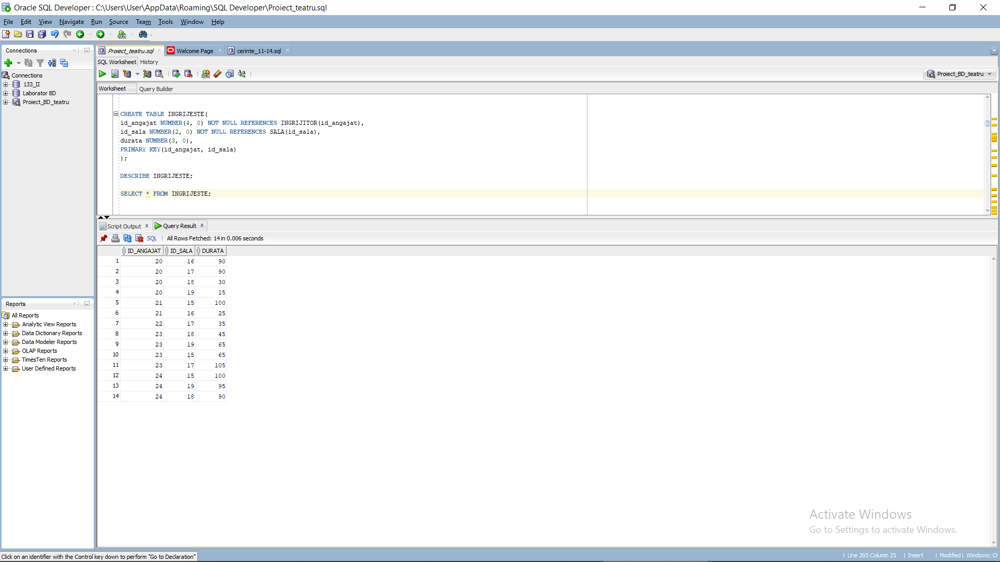 Oracle SQL Developer : C:\Users\User\AppData\Roaming\SQL Developer\Proiect_teatru.sql
File Edit View Navigate Run Source Team Tools Window Help
Connections
Connections
133_II
Laborator BD
Proiect_BD_teatru
Reports
All Reports
Analytic View Reports
Data Dictionary Reports
Data Modeler Reports
OLAP Reports
TimesTen Reports
User Defined Reports
Proiect_teatru.sql Welcome Page cerinte_11-14.sql
SQL Worksheet History
Proiect_BD_teatru
Worksheet Query Builder
CREATE TABLE INGRIJESTE(
id_angajat NUMBER(4, 0) NOT NULL REFERENCES INGRIJITOR(id_angajat),
id_sala NUMBER(2, 0) NOT NULL REFERENCES SALA(id_sala),
durata NUMBER(3, 0),
PRIMARY KEY(id_angajat, id_sala)
);
DESCRIBE INGRIJESTE;
SELECT * FROM INGRIJESTE;
Script Output x Query Result x
SQL | All Rows Fetched: 14 in 0.006 seconds
ID_ANGAJAT ID_SALA DURATA
1 20 16 90
2 20 17 90
3 20 18 30
4 20 19 15
5 21 15 100
6 21 16 25
7 22 17 35
8 23 18 45
9 23 19 65
10 23 15 65
11 23 17 105
12 24 15 100
13 24 19 95
14 24 18 90
Activate Windows
Go to Settings to activate Windows.
Click on an identifier with the Control key down to perform "Go to Declaration"
| Line 205 Column 25 | Insert | Modified | Windows: CF